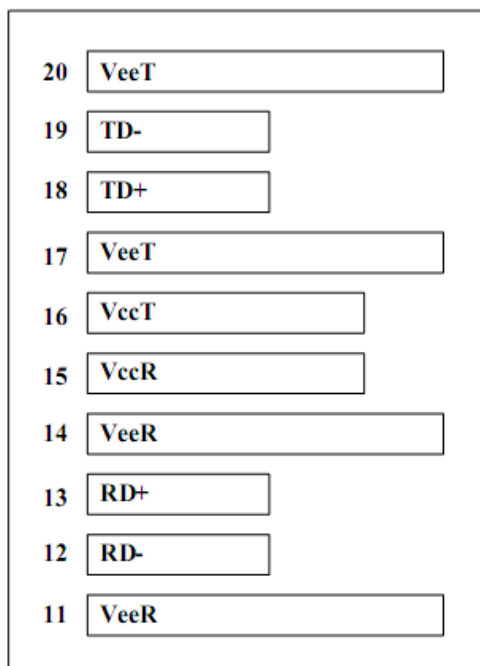 20 VeeT
19 TD-
18 TD+
17 VeeT
16 VccT
15 VccR
14 VeeR
13 RD+
12 RD-
11 VeeR